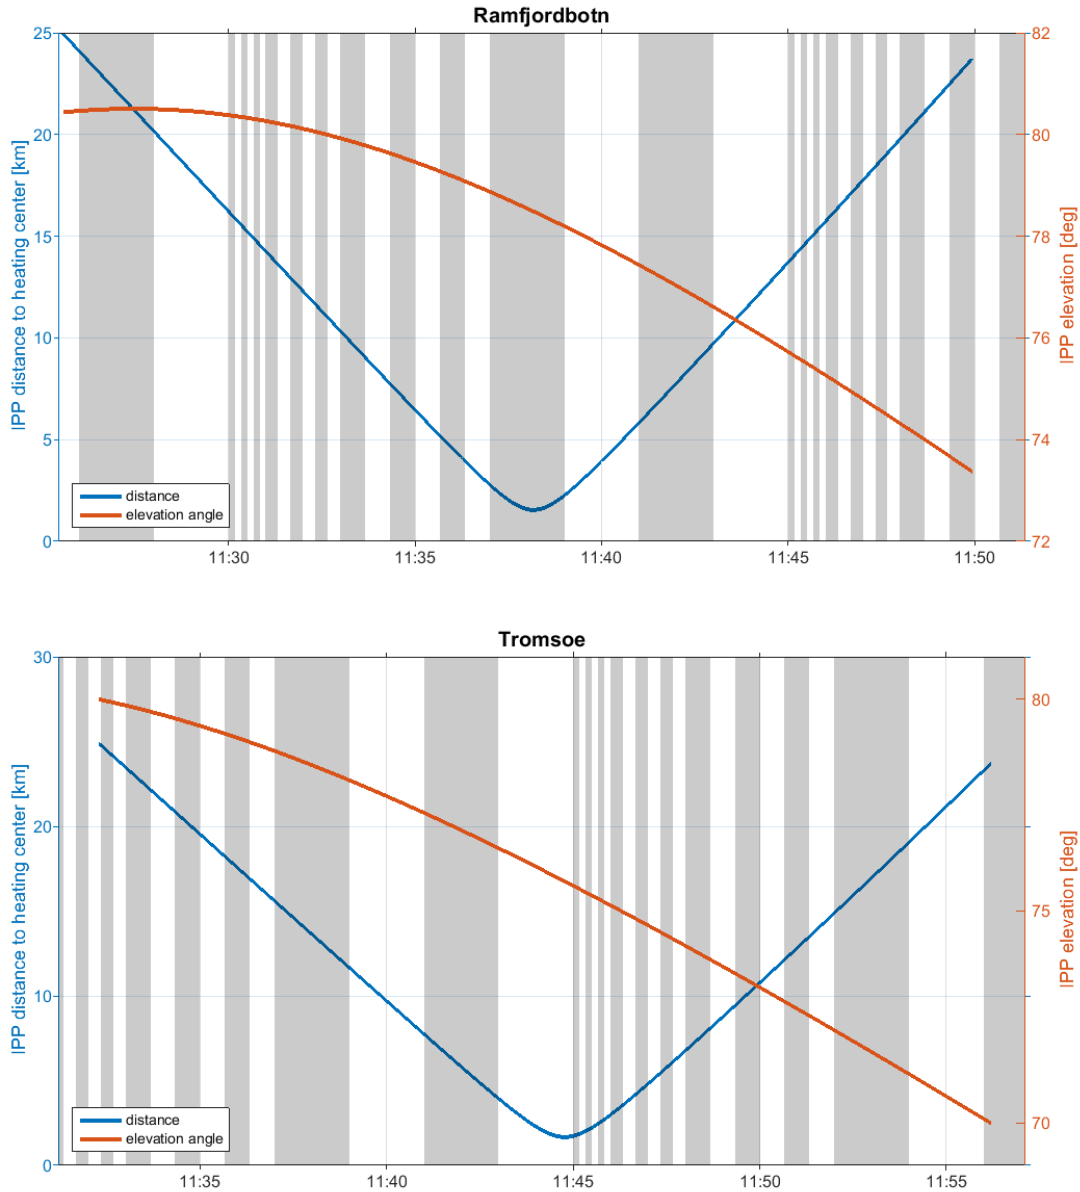 Ramfjordbotn
25
20
15
10
5
0
IPP distance to heating center [km]
82
80
78
76
74
72
IPP elevation [deg]
distance
elevation angle
11:30 11:35 11:40 11:45 11:50
Tromsoe
30
20
10
0
IPP distance to heating center [km]
80
75
70
IPP elevation [deg]
distance
elevation angle
11:35 11:40 11:45 11:50 11:55